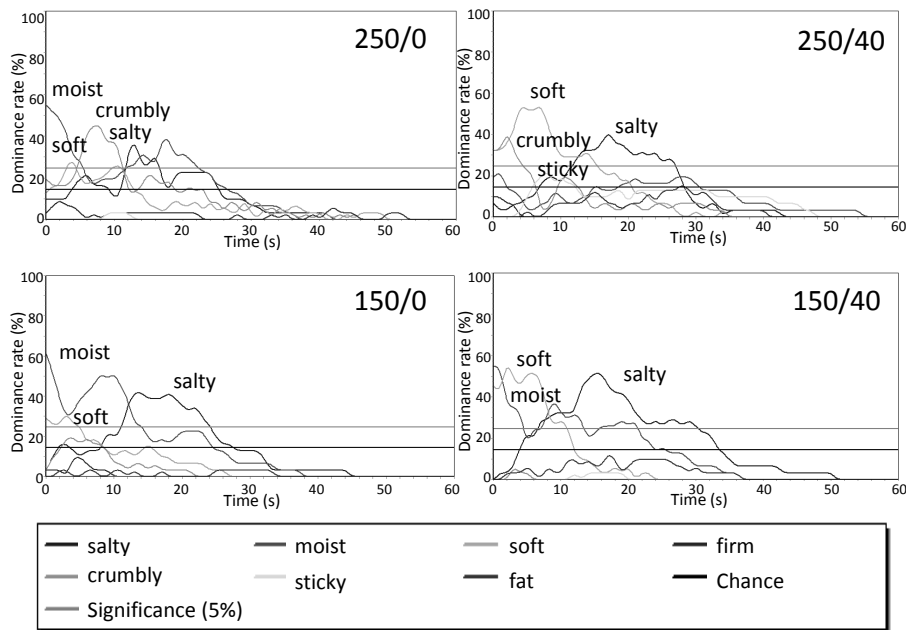 100
80
60
40
20
0
Dominance rate (%)
250/0
moist
crumbly
salty
soft
0 10 20 30 40 50 60
Time (s)
100
80
60
40
20
0
Dominance rate (%)
250/40
soft
salty
crumbly
sticky
0 10 20 30 40 50 60
Time (s)
100
80
60
40
20
0
Dominance rate (%)
150/0
moist
salty
soft
0 10 20 30 40 50 60
Time (s)
100
80
60
40
20
0
Dominance rate (%)
150/40
soft
salty
moist
0 10 20 30 40 50 60
Time (s)
salty moist soft firm
crumbly sticky fat Chance
Significance (5%)